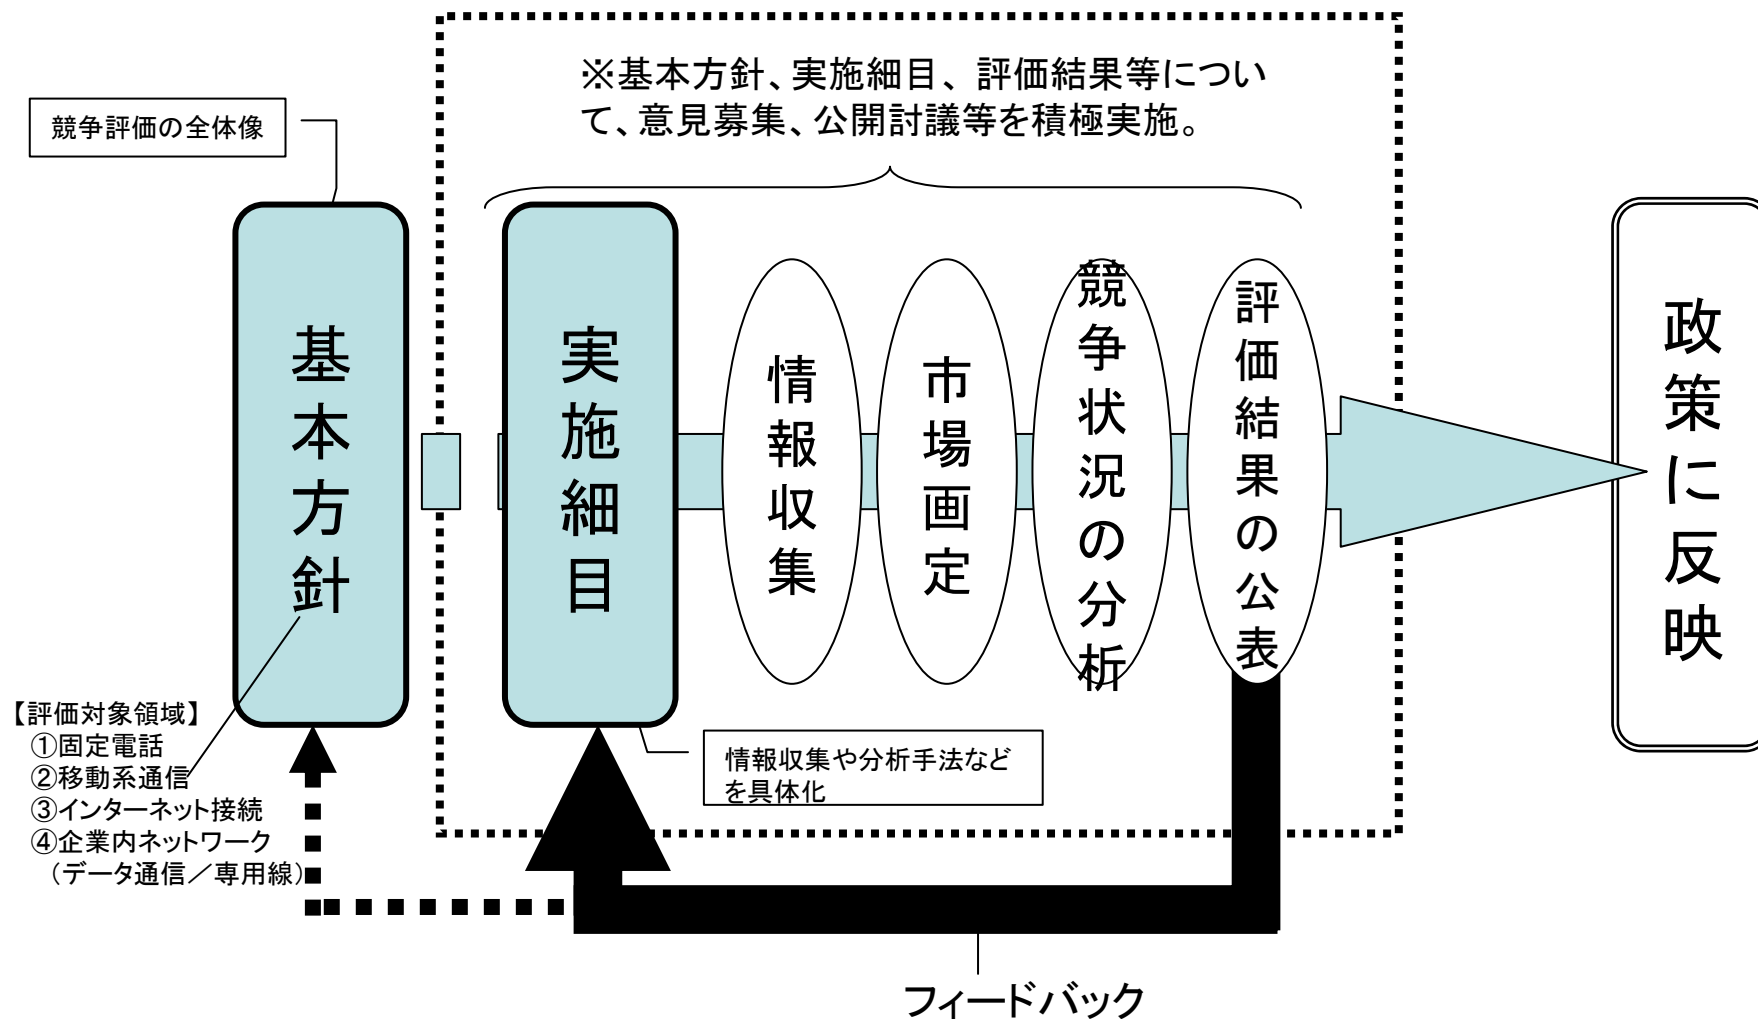 ※基本方針、実施細目、評価結果等につい
て、意見募集、公開討議等を積極実施。
競争評価の全体像
基本方針
実施細目
情報収集
市場画定
競争状況の分析
評価結果の公表
政策に反映
【評価対象領域】
①固定電話
②移動系通信
③インターネット接続
④企業内ネットワーク
（データ通信／専用線）
情報収集や分析手法など
を具体化
フィードバック